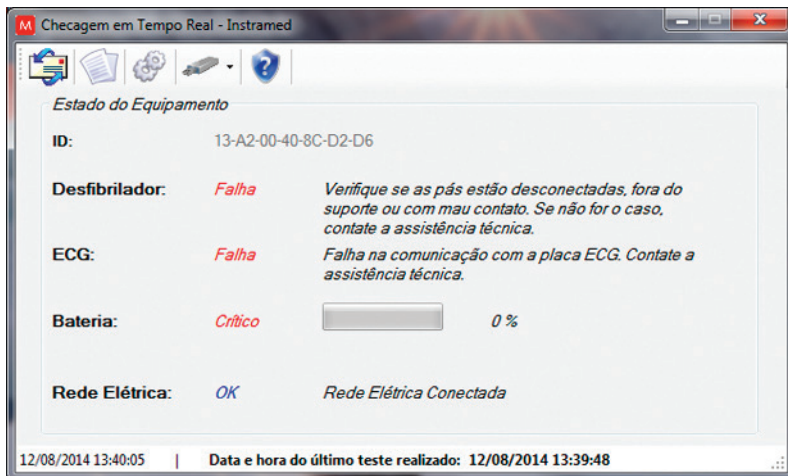 M Checagem em Tempo Real - Instramed
Estado do Equipamento
ID: 13-A2-00-40-8C-D2-D6
Desfibrilador: Falha Verifique se as pás estão desconectadas, fora do
suporte ou com mau contato. Se não for o caso,
contate a assistência técnica.
ECG: Falha Falha na comunicação com a placa ECG. Contate a
assistência técnica.
Bateria: Crítico 0 %
Rede Elétrica: OK Rede Elétrica Conectada
12/08/2014 13:40:05 | Data e hora do último teste realizado: 12/08/2014 13:39:48